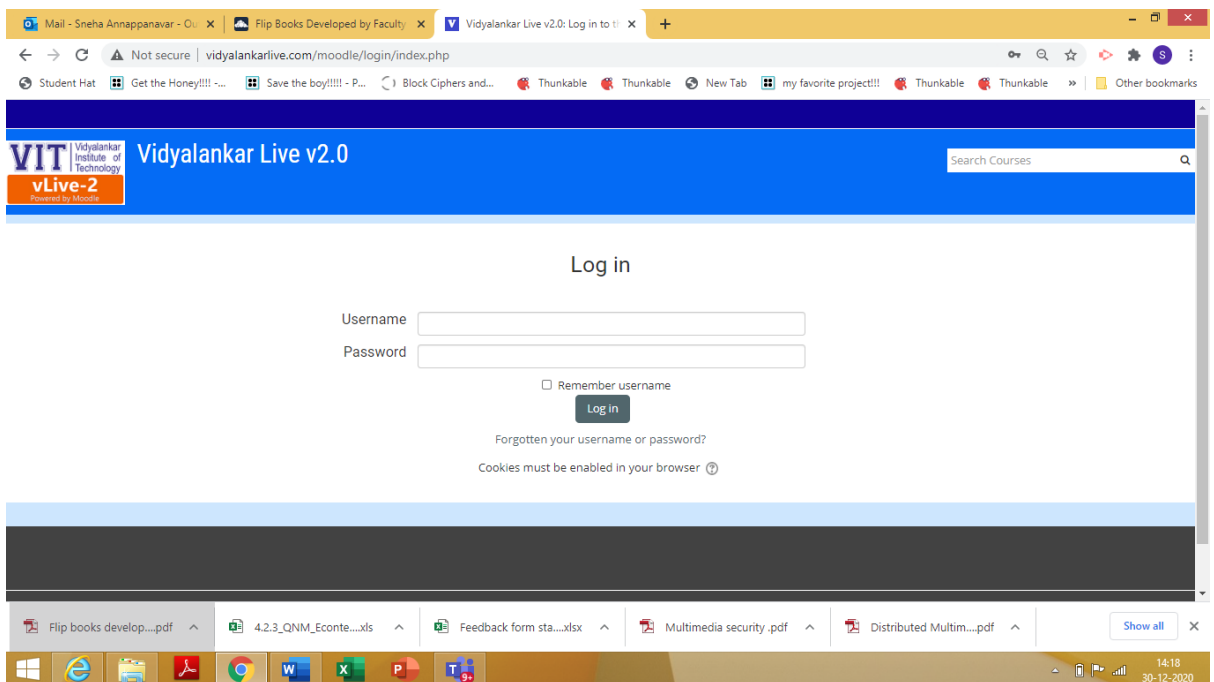 Mail - Sneha Annappanavar - Ou
Flip Books Developed by Faculty
Vidyalankar Live v2.0: Log in to th
Not secure | vidyalankarlive.com/moodle/login/index.php
S
Student Hat
Get the Honey!!!! -...
Save the boy!!!!! - P...
Block Ciphers and...
Thunkable
Thunkable
New Tab
my favorite project!!!
Thunkable
Thunkable
»
Other bookmarks
VIT
Vidyalankar
Institute of
Technology
vLive-2
Powered by Moodle
Vidyalankar Live v2.0
Search Courses
Log in
Username
Password
Remember username
Log in
Forgotten your username or password?
Cookies must be enabled in your browser
Flip books develop....pdf
4.2.3_QNM_Econte....xls
Feedback form sta....xlsx
Multimedia security .pdf
Distributed Multim....pdf
Show all
9+
14:18
30-12-2020